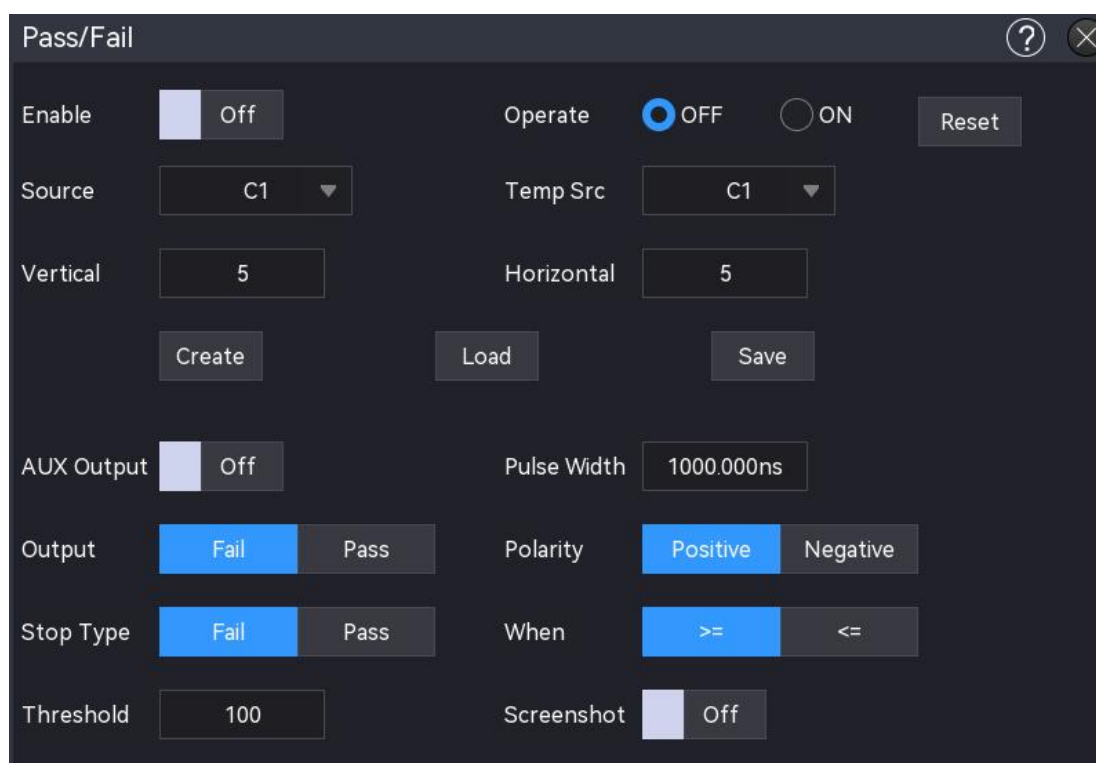 Pass/Fail ?
Enable Off Operate OFF ON Reset
Source C1 Temp Src C1
Vertical 5 Horizontal 5
Create Load Save
AUX Output Off Pulse Width 1000.000ns
Output Fail Pass Polarity Positive Negative
Stop Type Fail Pass When >= <=
Threshold 100 Screenshot Off